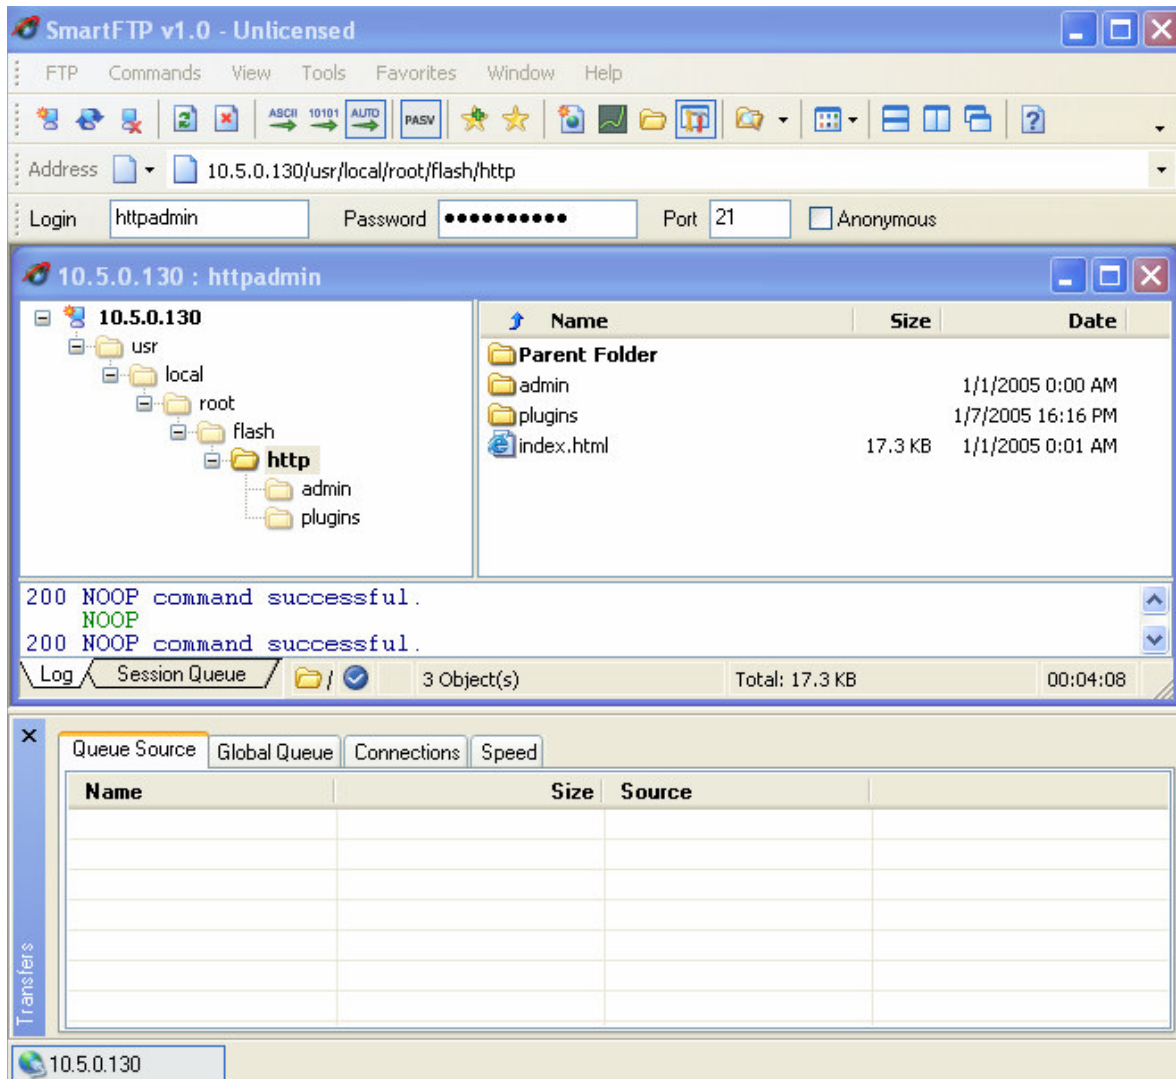 SmartFTP v1.0 - Unlicensed
FTP Commands View Tools Favorites Window Help
ASCII 10101 AUTO PASV
Address 10.5.0.130/usr/local/root/flash/http
Login httpadmin Password ●●●●●●●●●● Port 21 Anonymous
10.5.0.130 : httpadmin
10.5.0.130
usr
local
root
flash
http
admin
plugins
Name Size Date
Parent Folder
admin 1/1/2005 0:00 AM
plugins 1/7/2005 16:16 PM
index.html 17.3 KB 1/1/2005 0:01 AM
200 NOOP command successful.
NOOP
200 NOOP command successful.
Log Session Queue / 3 Object(s) Total: 17.3 KB 00:04:08
Queue Source Global Queue Connections Speed
Name Size Source
Transfers
10.5.0.130